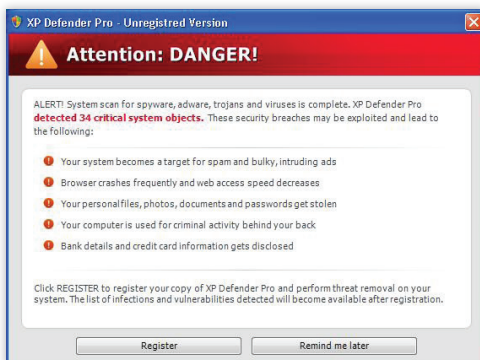 XP Defender Pro - Unregistred Version
Attention: DANGER!
ALERT! System scan for spyware, adware, trojans and viruses is complete. XP Defender Pro
detected 34 critical system objects. These security breaches may be exploited and lead to
the following:
Your system becomes a target for spam and bulky, intruding ads
Browser crashes frequently and web access speed decreases
Your personal files, photos, documents and passwords get stolen
Your computer is used for criminal activity behind your back
Bank details and credit card information gets disclosed
Click REGISTER to register your copy of XP Defender Pro and perform threat removal on your
system. The list of infections and vulnerabilities detected will become available after registration.
Register Remind me later